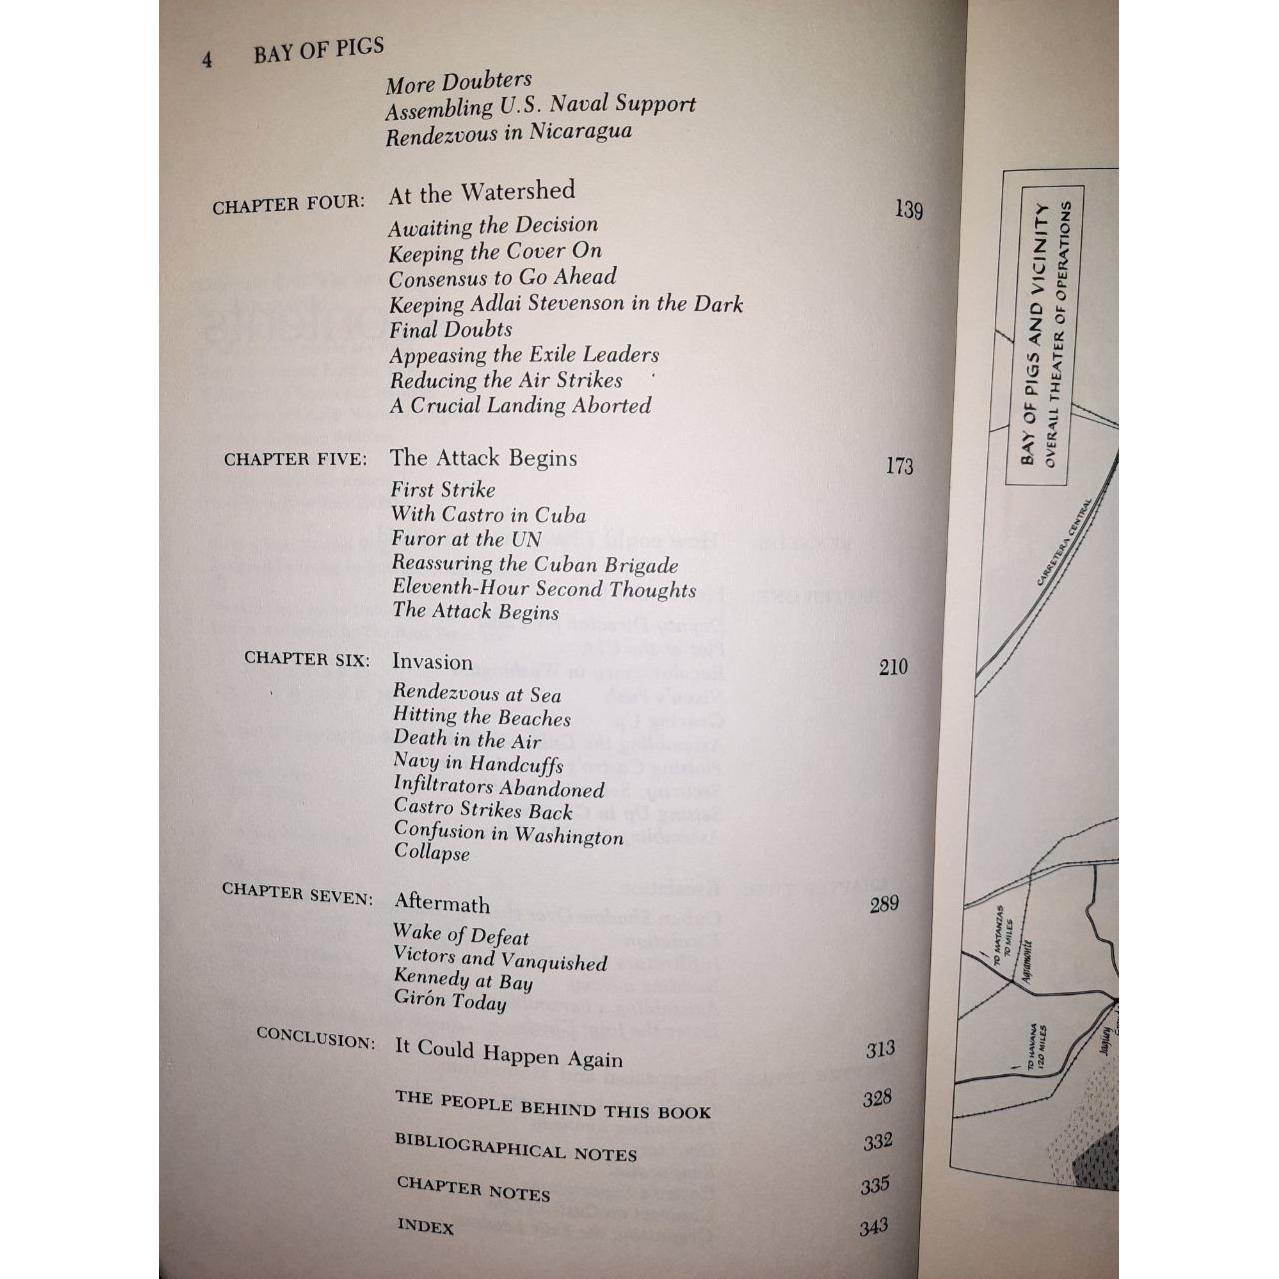 4 BAY OF PIGS
More Doubters
Assembling U.S. Naval Support
Rendezvous in Nicaragua
CHAPTER FOUR: At the Watershed 139
Awaiting the Decision
Keeping the Cover On
Consensus to Go Ahead
Keeping Adlai Stevenson in the Dark
Final Doubts
Appeasing the Exile Leaders
Reducing the Air Strikes
A Crucial Landing Aborted
CHAPTER FIVE: The Attack Begins 173
First Strike
With Castro in Cuba
Furor at the UN
Reassuring the Cuban Brigade
Eleventh-Hour Second Thoughts
The Attack Begins
CHAPTER SIX: Invasion 210
Rendezvous at Sea
Hitting the Beaches
Death in the Air
Navy in Handcuffs
Infiltrators Abandoned
Castro Strikes Back
Confusion in Washington
Collapse
CHAPTER SEVEN: Aftermath 289
Wake of Defeat
Victors and Vanquished
Kennedy at Bay
Girón Today
CONCLUSION: It Could Happen Again 313
THE PEOPLE BEHIND THIS BOOK 328
BIBLIOGRAPHICAL NOTES 332
CHAPTER NOTES 335
INDEX 343
BAY OF PIGS AND VICINITY
OVERALL THEATER OF OPERATIONS
CARRETERA CENTRAL
TO MATANZAS
70 MILES
Agramonte
TO HAVANA
120 MILES